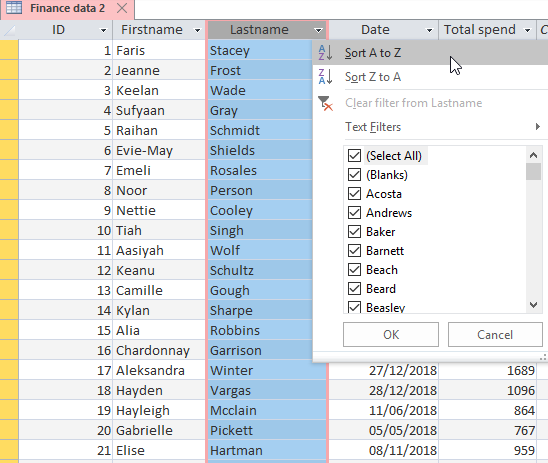 Finance data 2
ID Firstname Lastname Date Total spend
1 Faris Stacey
2 Jeanne Frost
3 Keelan Wade
4 Sufyaan Gray
5 Raihan Schmidt
6 Evie-May Shields
7 Emeli Rosales
8 Noor Person
9 Nettie Cooley
10 Tiah Singh
11 Aasiyah Wolf
12 Keanu Schultz
13 Camille Gough
14 Kylan Sharpe
15 Alia Robbins
16 Chardonnay Garrison
17 Aleksandra Winter 27/12/2018 1689
18 Hayden Vargas 28/12/2018 1096
19 Hayleigh Mcclain 11/06/2018 864
20 Gabrielle Pickett 05/05/2018 767
21 Elise Hartman 08/11/2018 959
Sort A to Z
Sort Z to A
Clear filter from Lastname
Text Filters
(Select All)
(Blanks)
Acosta
Andrews
Baker
Barnett
Beach
Beard
Beasley
OK Cancel